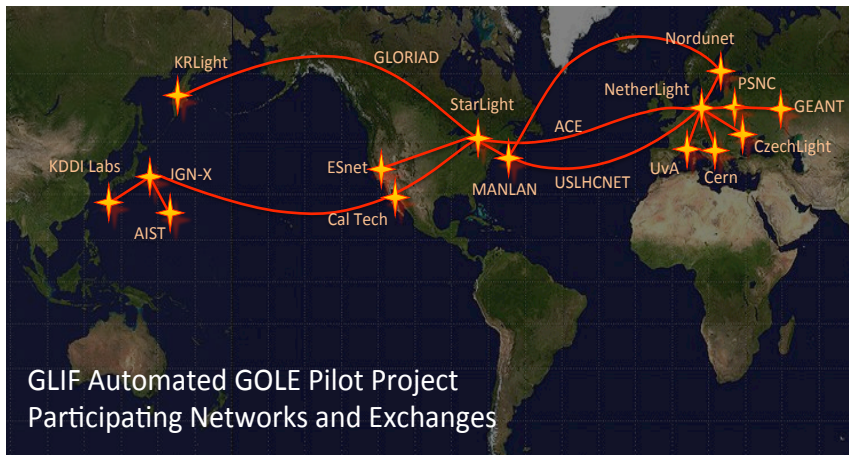 Nordunet
KRLight
GLORIAD
PSNC
NetherLight
GEANT
StarLight
ACE
CzechLight
KDDI Labs
JGN-X
ESnet
UvA
Cern
MANLAN
USLHCNET
Cal Tech
AIST
GLIF Automated GOLE Pilot Project
Participating Networks and Exchanges